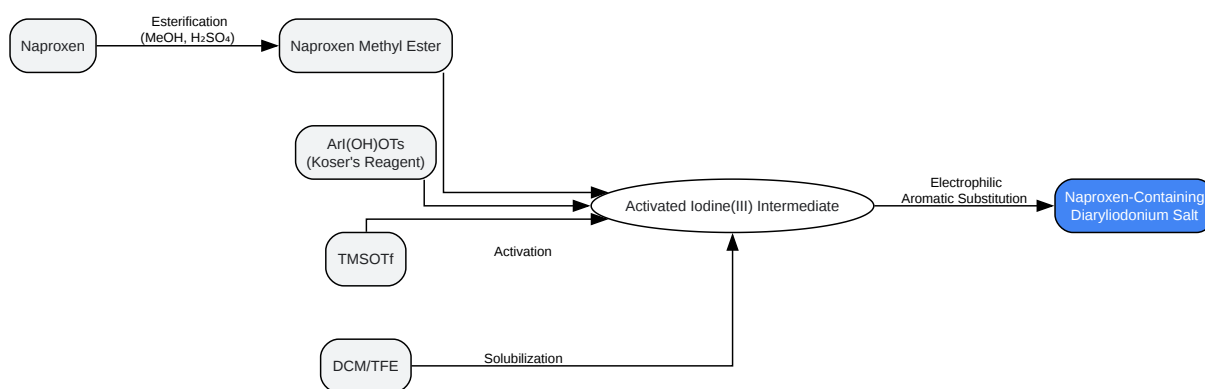 Naproxen
Esterification
(MeOH, H₂SO₄)
Naproxen Methyl Ester
ArI(OH)OTs
(Koser's Reagent)
TMSOTf
Activation
DCM/TFE
Solubilization
Activated Iodine(III) Intermediate
Electrophilic
Aromatic Substitution
Naproxen-Containing
Diaryliodonium Salt